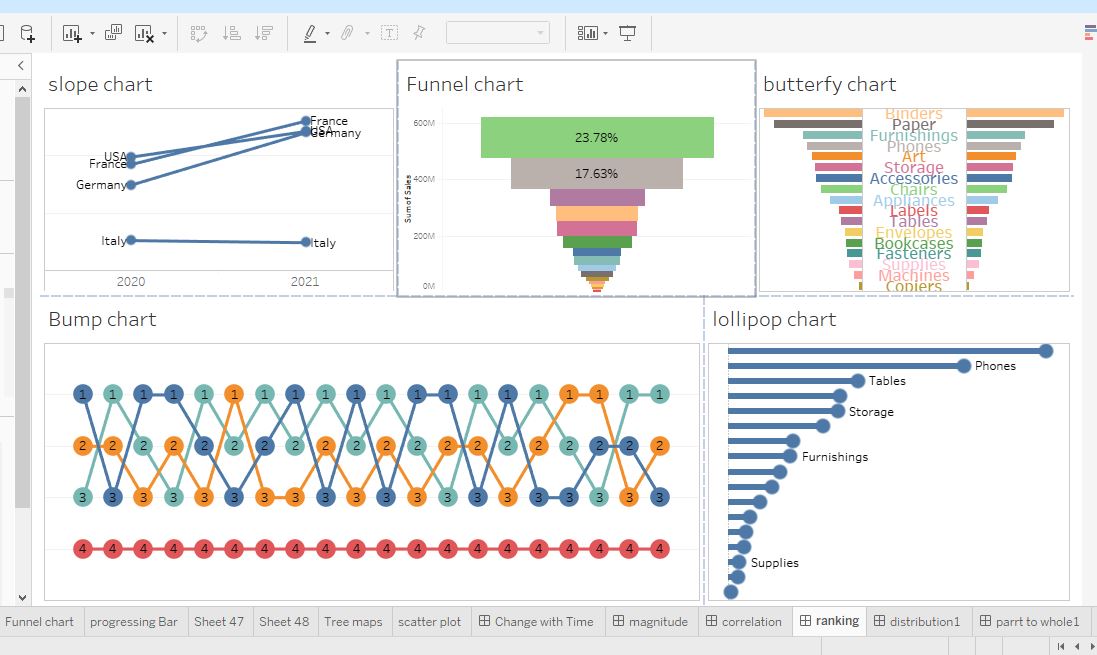 slope chart
France
USA
Germany
USA
France
Germany
Italy
Italy
2020
2021
Funnel chart
600M
400M
200M
0M
Sum of Sales
23.78%
17.63%
butterfy chart
Binders
Paper
Furnishings
Phones
Art
Storage
Accessories
Chairs
Appliances
Labels
Tables
Envelopes
Bookcases
Fasteners
Supplies
Machines
Copiers
Bump chart
1 1 1 1 1 1 1 1 1 1 1 1 1 1 1 1 1 1 1 1
2 2 2 2 2 2 2 2 2 2 2 2 2 2 2 2 2 2 2 2
3 3 3 3 3 3 3 3 3 3 3 3 3 3 3 3 3 3 3 3
4 4 4 4 4 4 4 4 4 4 4 4 4 4 4 4 4 4 4 4
lollipop chart
Phones
Tables
Storage
Furnishings
Supplies
Funnel chart progressing Bar Sheet 47 Sheet 48 Tree maps scatter plot Change with Time magnitude correlation ranking distribution1 parrt to whole1